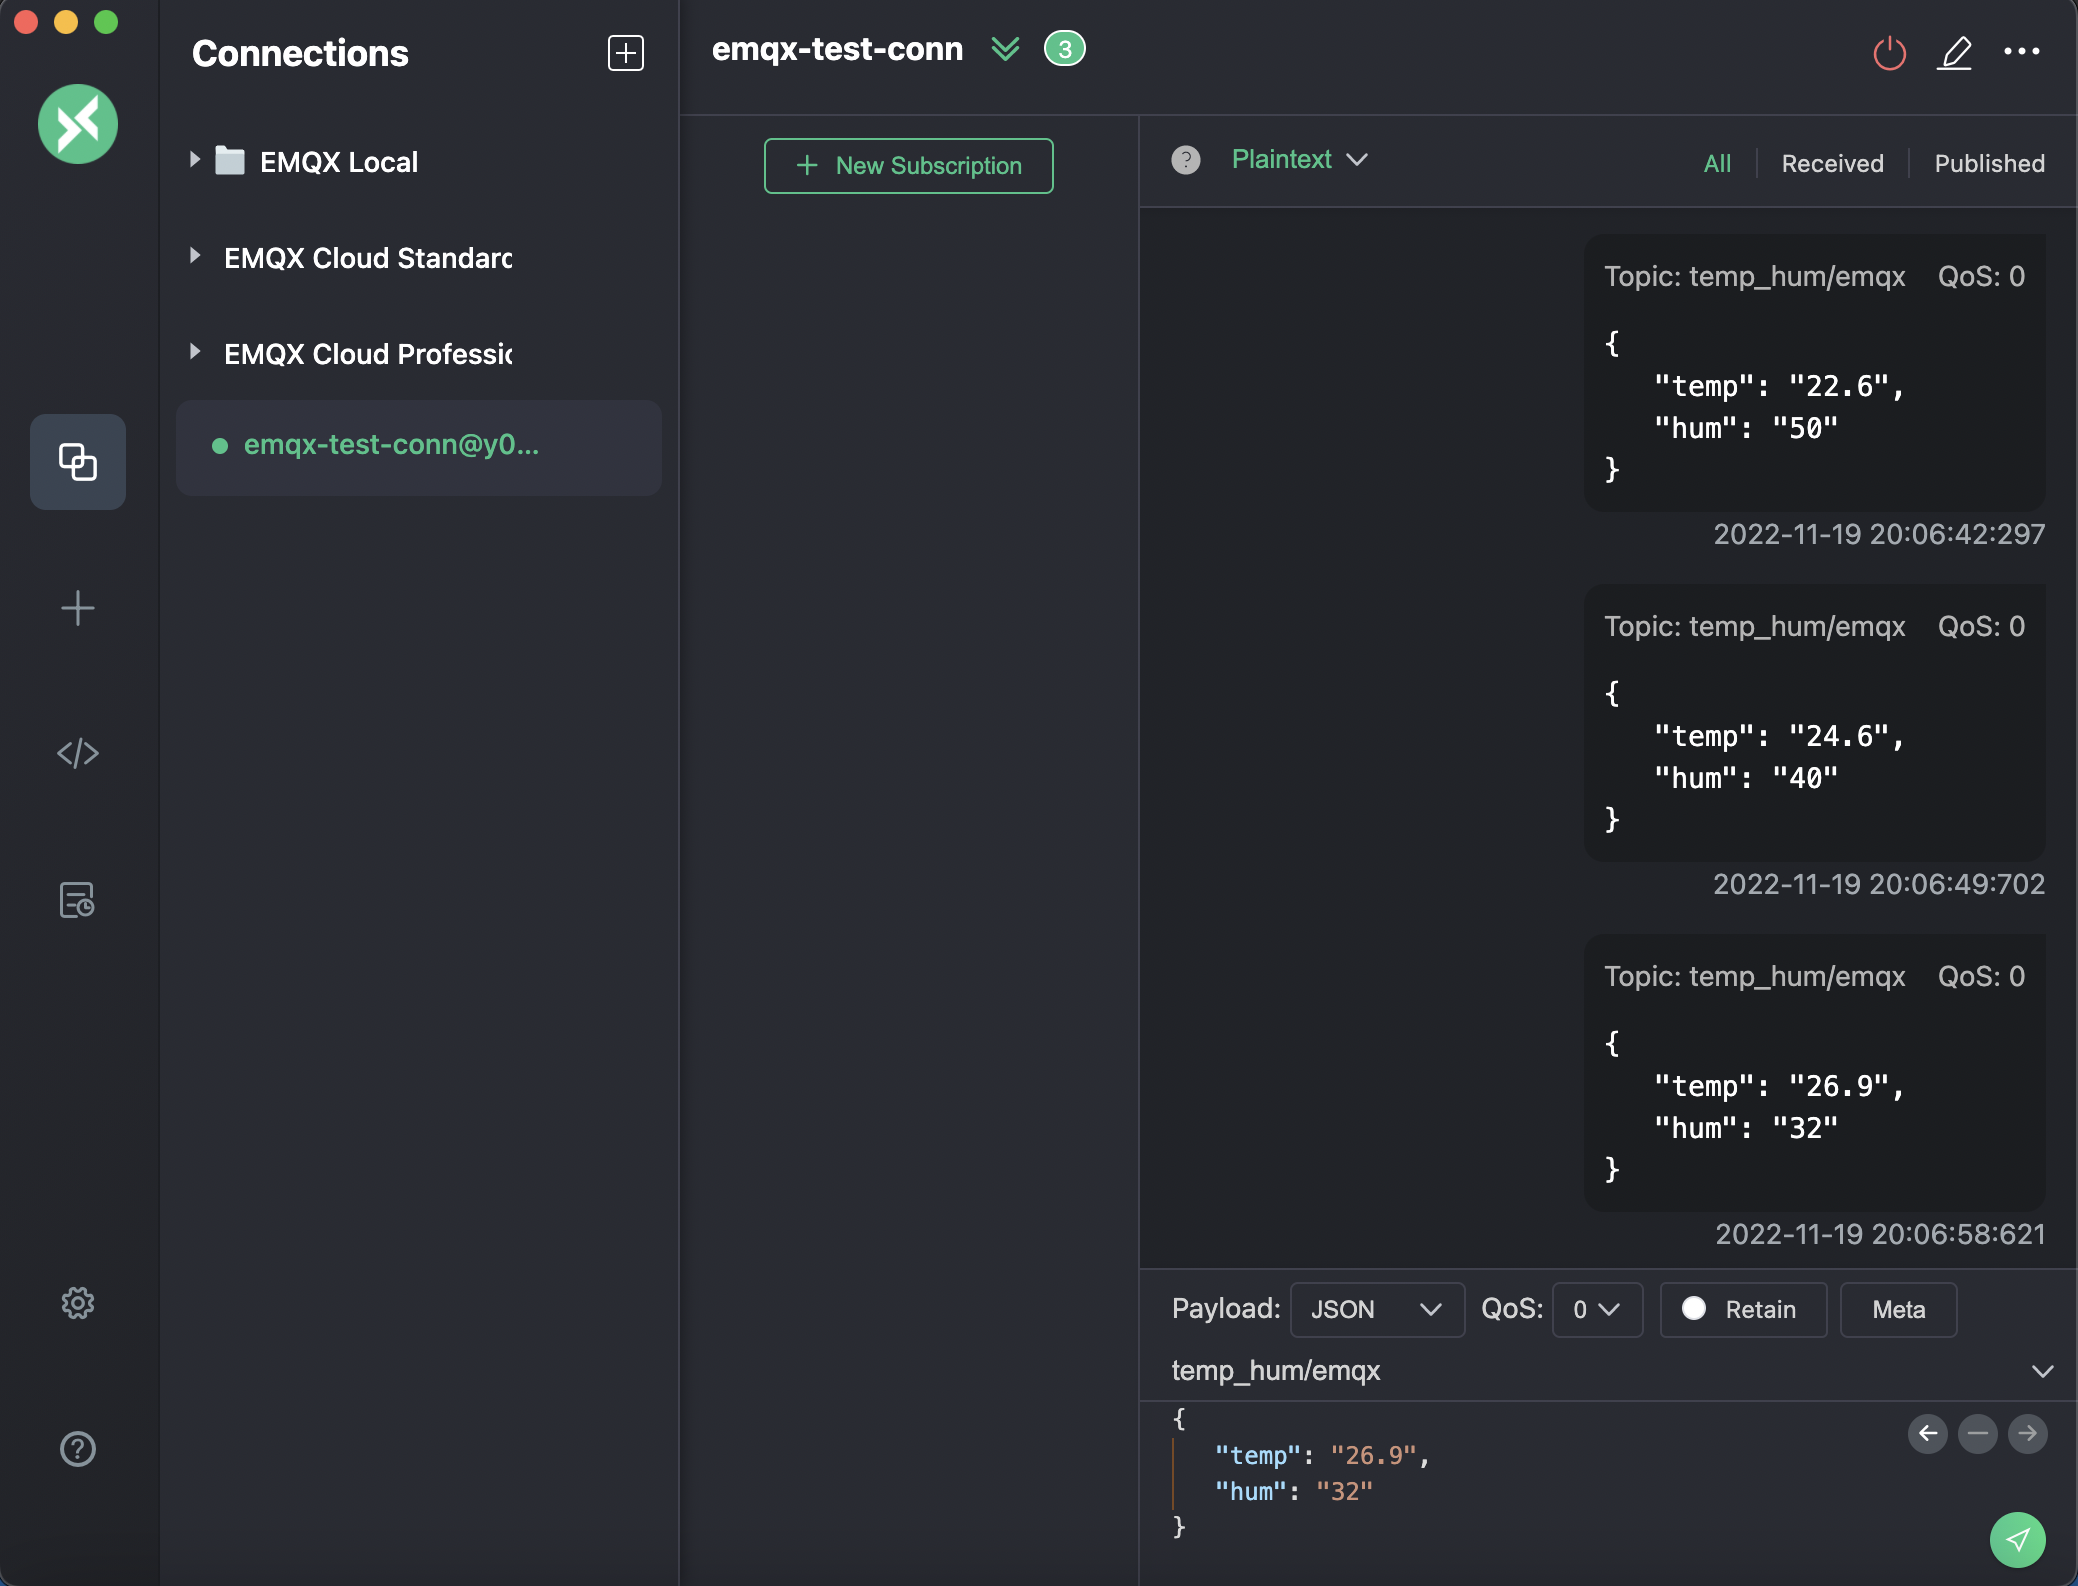 Connections
EMQX Local
EMQX Cloud Standard
EMQX Cloud Professic
emqx-test-conn@y0...
emqx-test-conn 3
+ New Subscription
? Plaintext
All Received Published
Topic: temp_hum/emqx QoS: 0
{
"temp": "22.6",
"hum": "50"
}
2022-11-19 20:06:42:297
Topic: temp_hum/emqx QoS: 0
{
"temp": "24.6",
"hum": "40"
}
2022-11-19 20:06:49:702
Topic: temp_hum/emqx QoS: 0
{
"temp": "26.9",
"hum": "32"
}
2022-11-19 20:06:58:621
Payload: JSON QoS: 0 Retain Meta
temp_hum/emqx
{
"temp": "26.9",
"hum": "32"
}